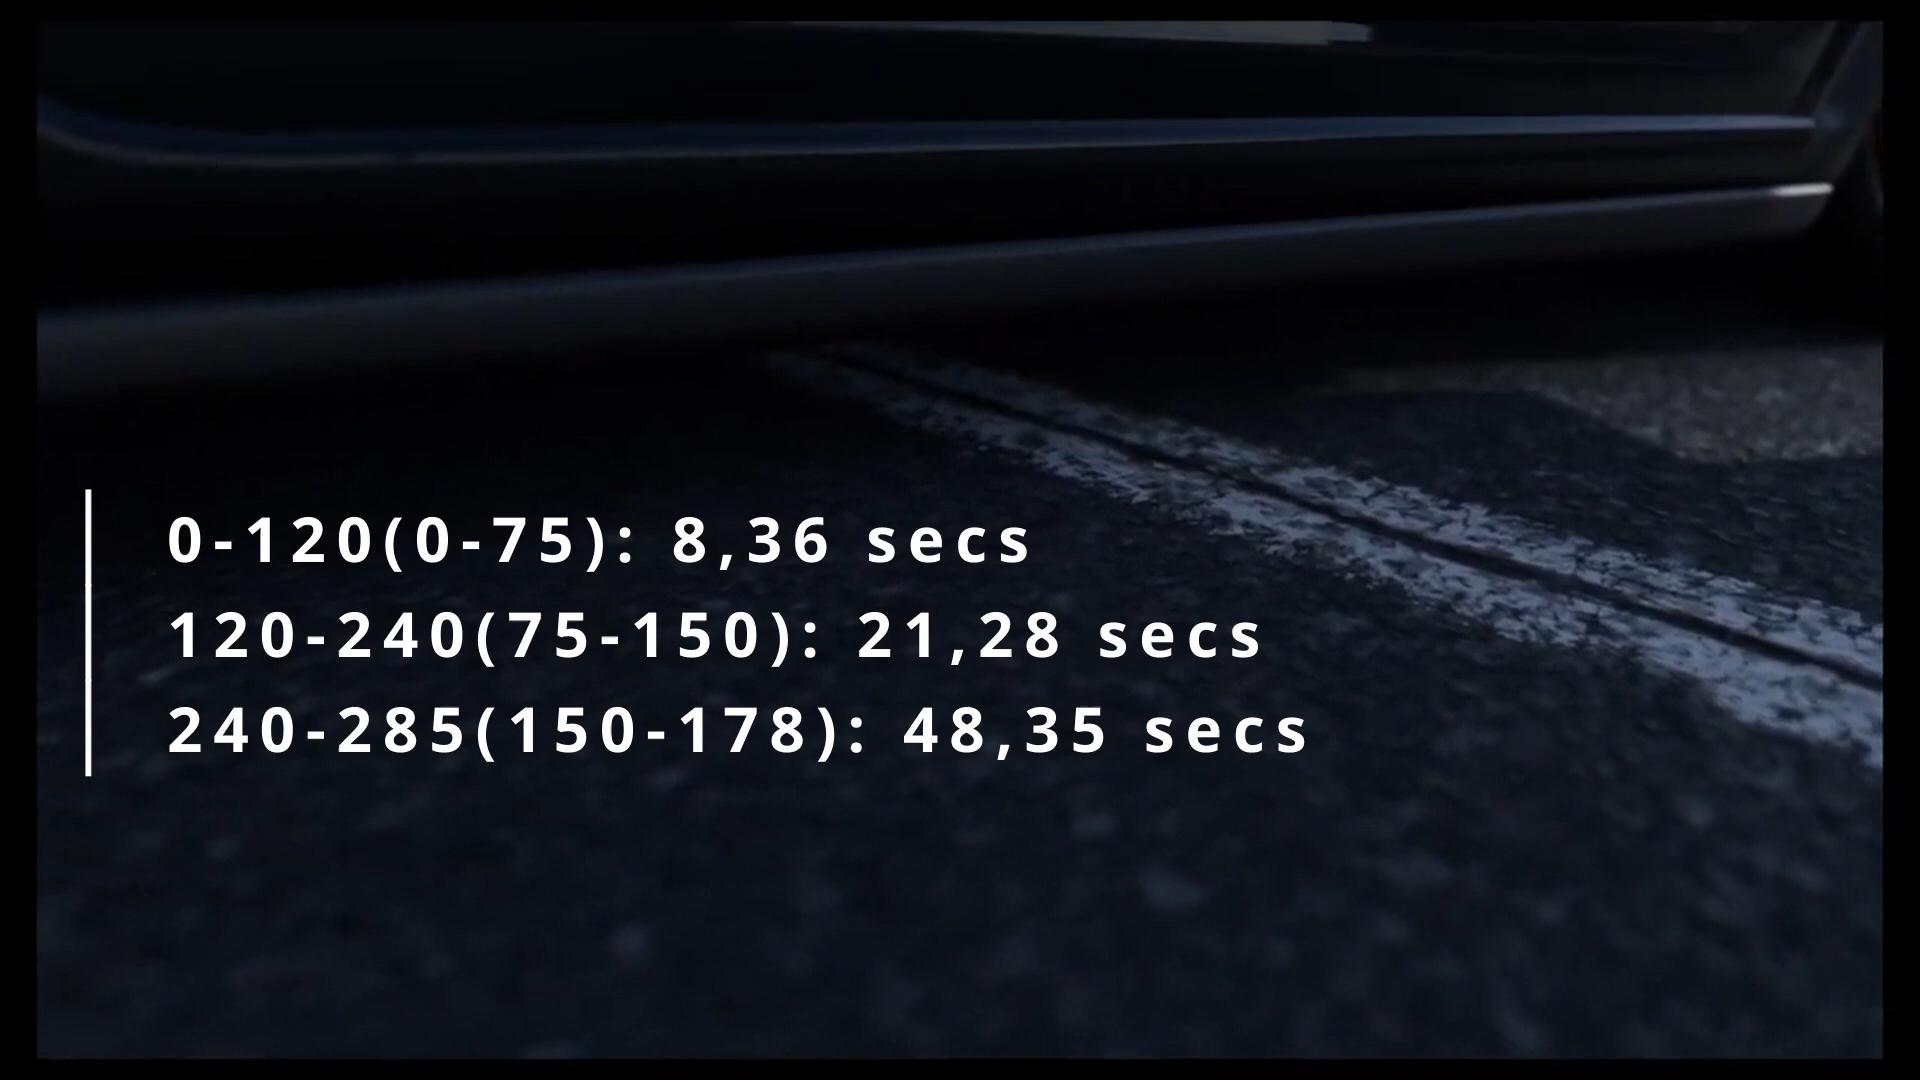 0-120(0-75): 8,36 secs
120-240(75-150): 21,28 secs
240-285(150-178): 48,35 secs